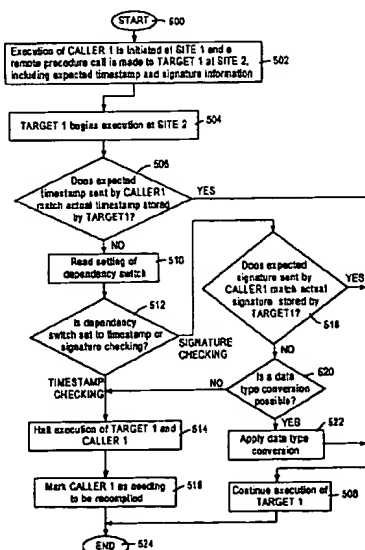 START
500
Execution of CALLER 1 is initiated at SITE 1 and a
remote procedure call is made to TARGET 1 at SITE 2,
including expected timestamp and signature information
502
TARGET 1 begins execution at SITE 2
504
506
Does expected
timestamp sent by CALLER1
match actual timestamp stored
by TARGET1?
YES
NO
Read setting of
dependency switch
510
512
Is dependency
switch set to timestamp or
signature checking?
SIGNATURE
CHECKING
TIMESTAMP
CHECKING
Does expected
signature sent by
CALLER1 match actual
signature stored by
TARGET1?
YES
518
NO
520
Is a data
type conversion
possible?
NO
YES
Apply data type
conversion
522
Halt execution of
TARGET 1 and
CALLER 1
514
Mark CALLER 1 as needing
to be recompiled
516
Continue execution of
TARGET 1
508
END
524